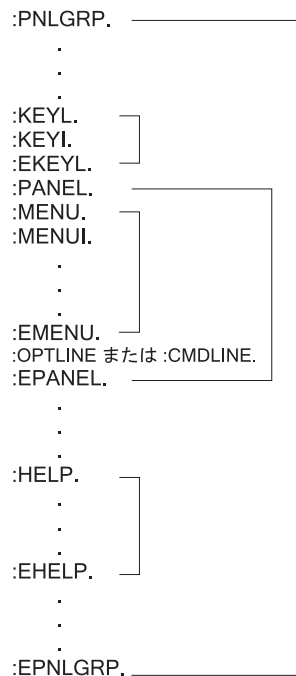 :PNLGRP.
.
.
.
:KEYL.
:KEYI.
:EKEYL.
:PANEL.
:MENU.
:MENUI.
.
.
.
:EMENU.
:OPTLINE または :CMDLINE.
:EPANEL.
.
.
.
:HELP.
.
.
.
:EHELP.
.
.
.
:EPNLGRP.